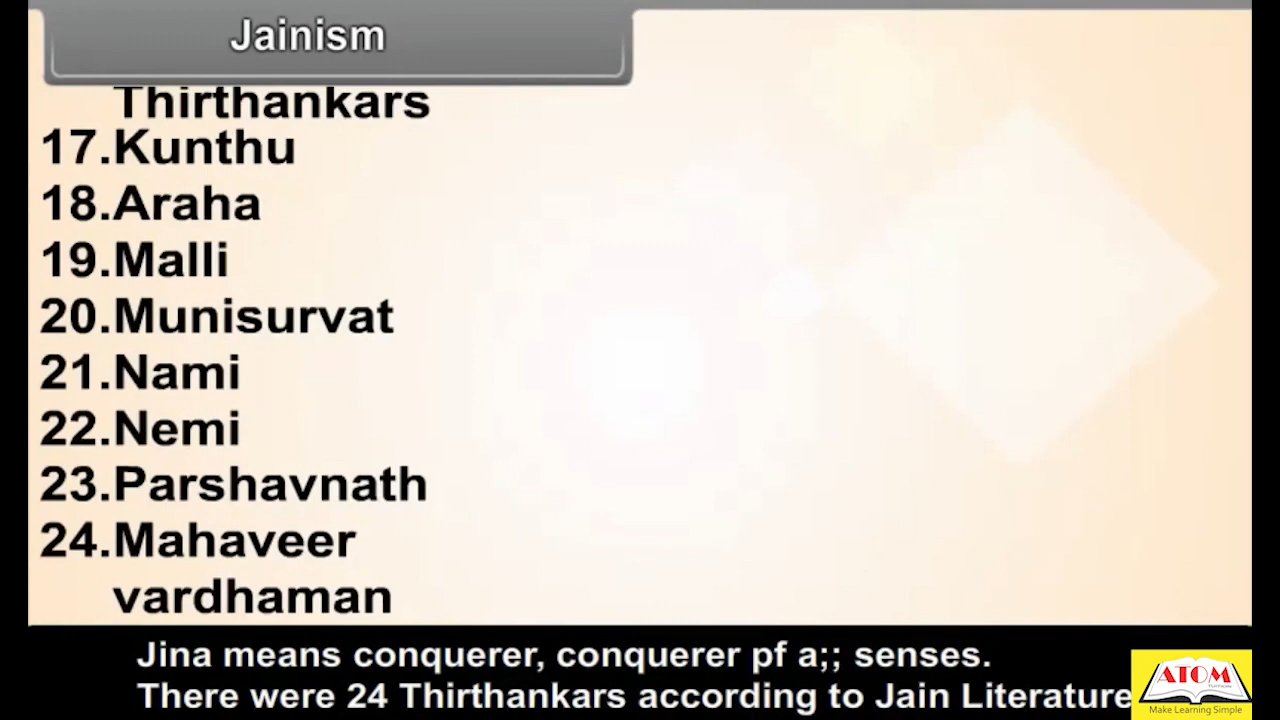 Jainism
Thirthankars
17.Kunthu
18.Araha
19.Malli
20.Munisurvat
21.Nami
22.Nemi
23.Parshavnath
24.Mahaveer
vardhaman
Jina means conquerer, conquerer pf a;; senses.
There were 24 Thirthankars according to Jain Literature
ATOM
Make Learning Simple